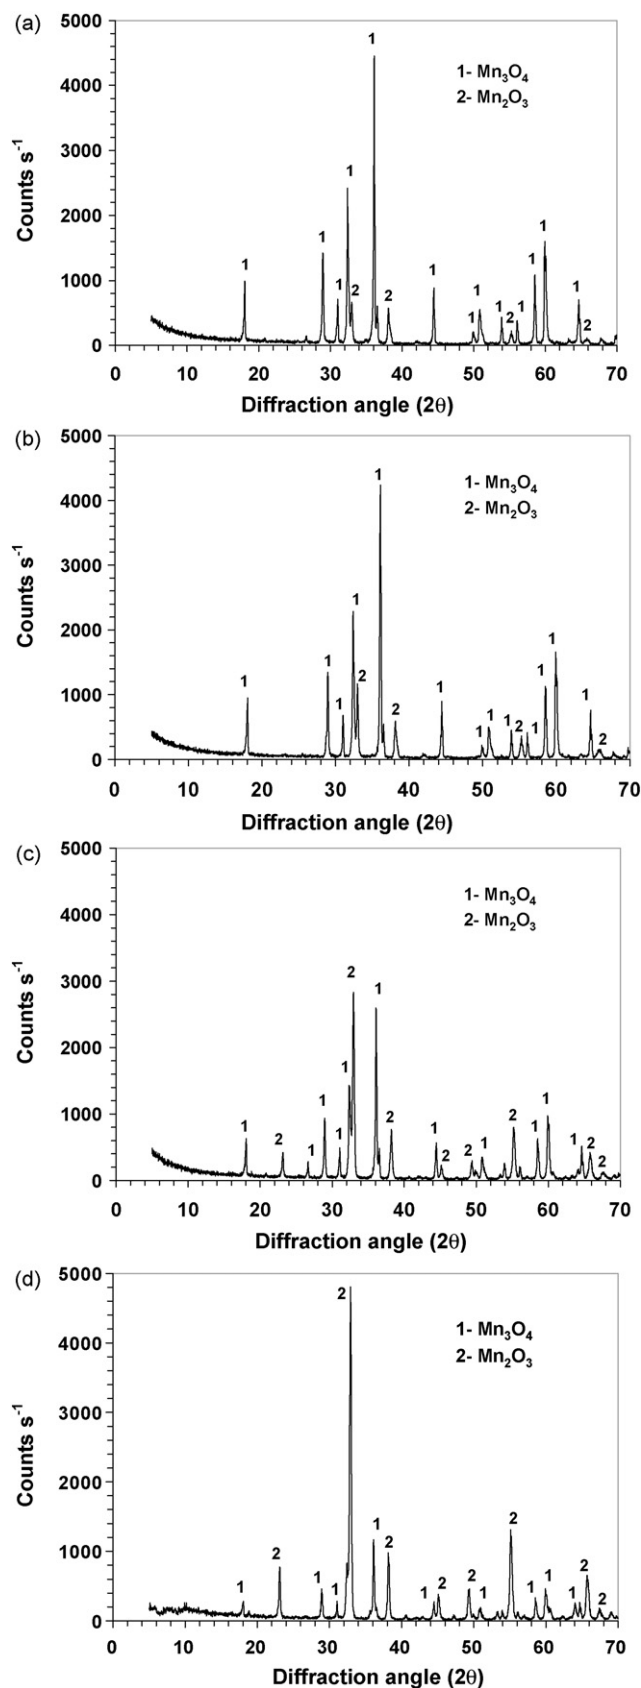 (a)
5000
4000
3000
2000
1000
0
Counts s⁻¹
1- Mn₃O₄
2- Mn₂O₃
1 1 1 1 2 1 2 1 1 1 1 2 1 1 1 1 2
0 10 20 30 40 50 60 70
Diffraction angle (2θ)
(b)
5000
4000
3000
2000
1000
0
Counts s⁻¹
1- Mn₃O₄
2- Mn₂O₃
1 1 1 1 2 1 2 1 1 1 1 2 1 1 1 1 2
0 10 20 30 40 50 60 70
Diffraction angle (2θ)
(c)
5000
4000
3000
2000
1000
0
Counts s⁻¹
1- Mn₃O₄
2- Mn₂O₃
1 2 1 1 1 1 2 1 2 1 2 2 1 2 1 1 1 2 2
0 10 20 30 40 50 60 70
Diffraction angle (2θ)
(d)
5000
4000
3000
2000
1000
0
Counts s⁻¹
1- Mn₃O₄
2- Mn₂O₃
1 2 1 1 2 1 2 1 2 2 1 2 1 1 1 2 2
0 10 20 30 40 50 60 70
Diffraction angle (2θ)